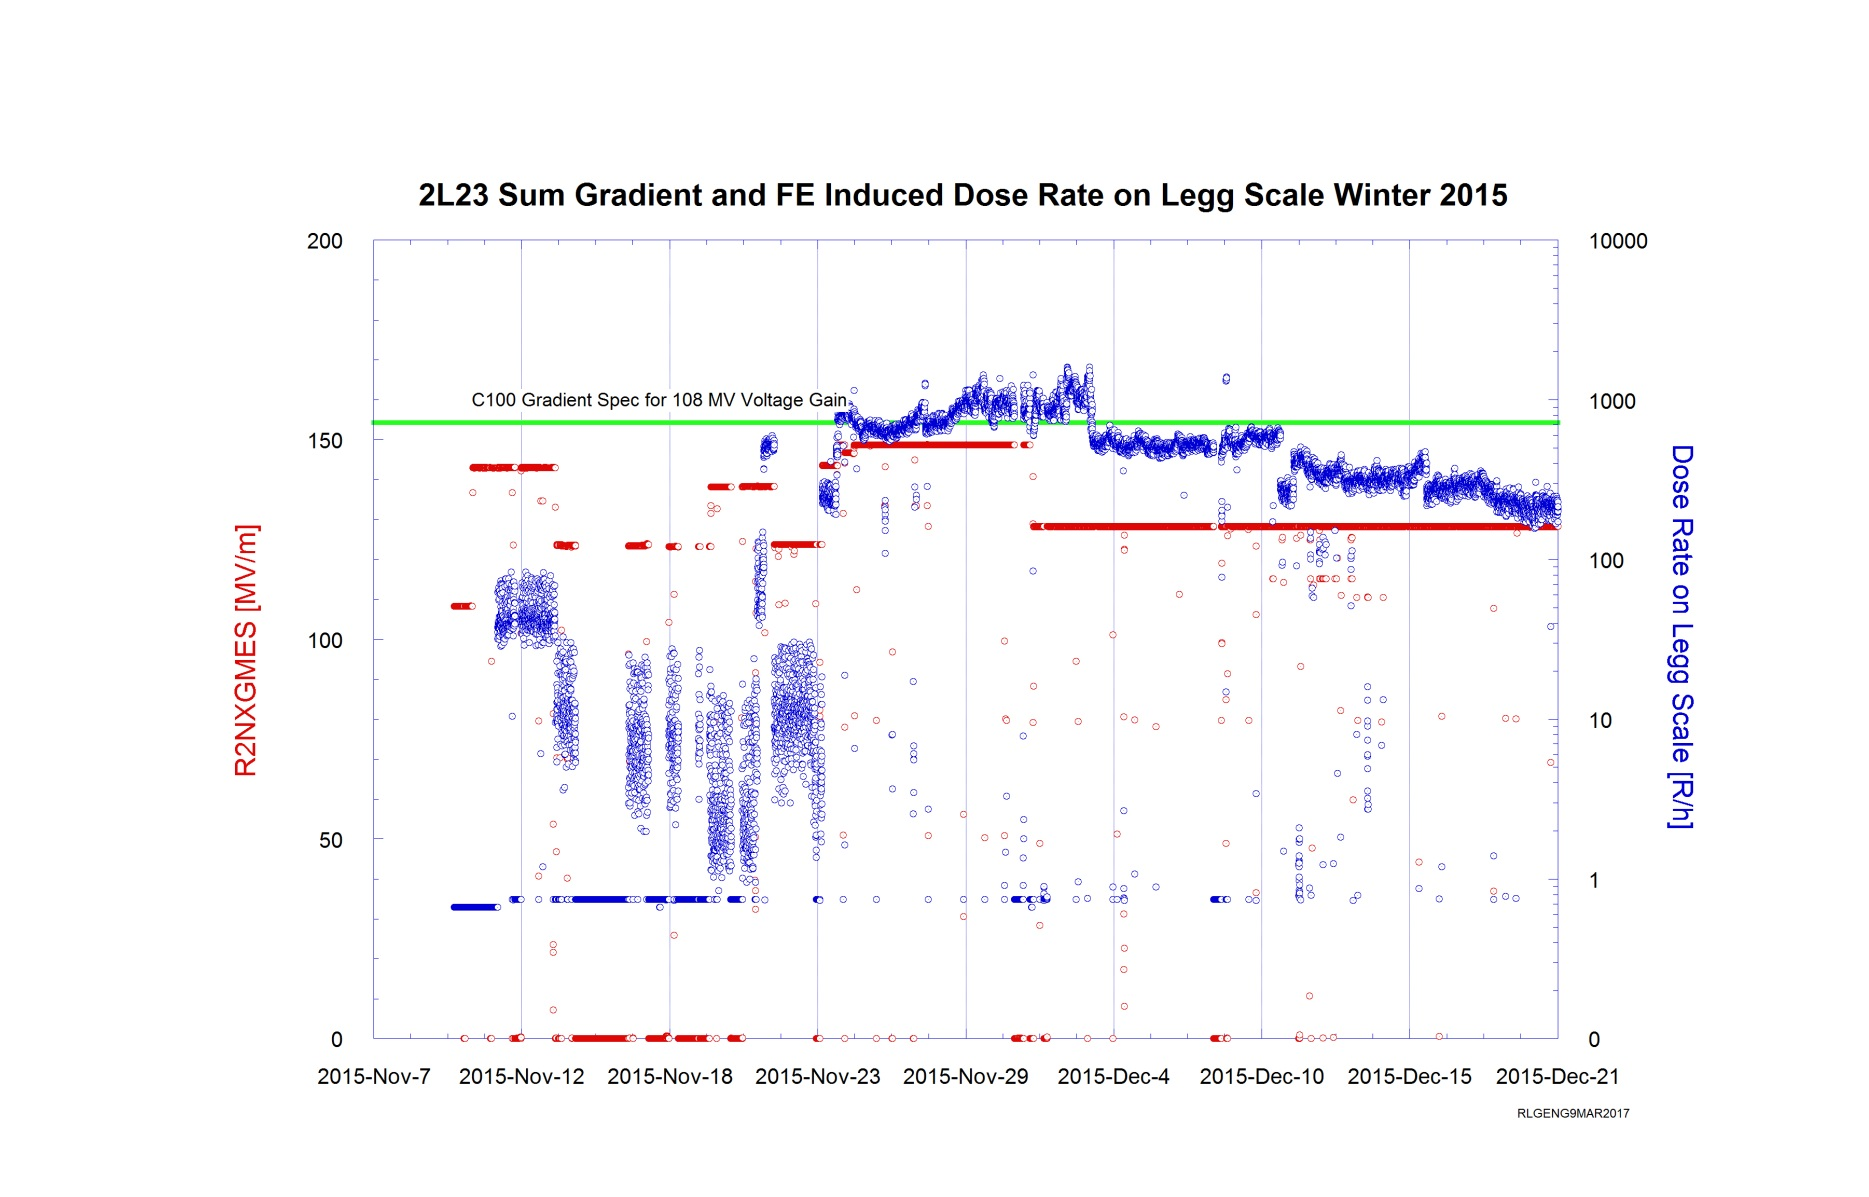 2L23 Sum Gradient and FE Induced Dose Rate on Legg Scale Winter 2015
200
10000
C100 Gradient Spec for 108 MV Voltage Gain
1000
150
100
100
10
50
1
0
0
R2NXGMES [MV/m]
Dose Rate on Legg Scale [R/h]
2015-Nov-7 2015-Nov-12 2015-Nov-18 2015-Nov-23 2015-Nov-29 2015-Dec-4 2015-Dec-10 2015-Dec-15 2015-Dec-21
RLGENG9MAR2017